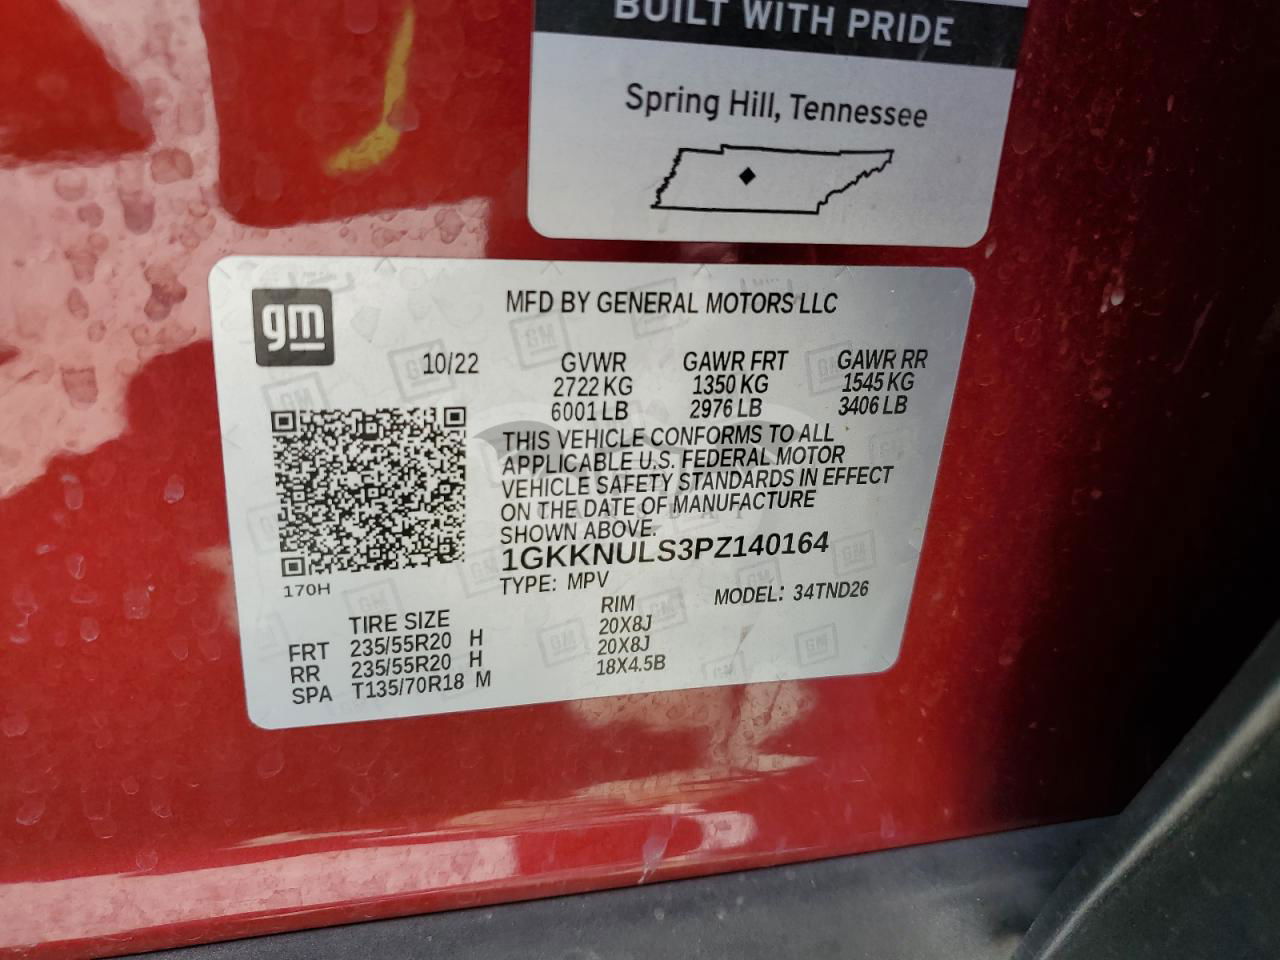 BUILT WITH PRIDE
Spring Hill, Tennessee
gm
MFD BY GENERAL MOTORS LLC
10/22 GVWR GAWR FRT GAWR RR
2722 KG 1350 KG 1545 KG
6001 LB 2976 LB 3406 LB
THIS VEHICLE CONFORMS TO ALL
APPLICABLE U.S. FEDERAL MOTOR
VEHICLE SAFETY STANDARDS IN EFFECT
ON THE DATE OF MANUFACTURE
SHOWN ABOVE.
1GKKNULS3PZ140164
TYPE: MPV MODEL: 34TND26
170H
TIRE SIZE RIM
FRT 235/55R20 H 20X8J
RR 235/55R20 H 20X8J
SPA T135/70R18 M 18X4.5B